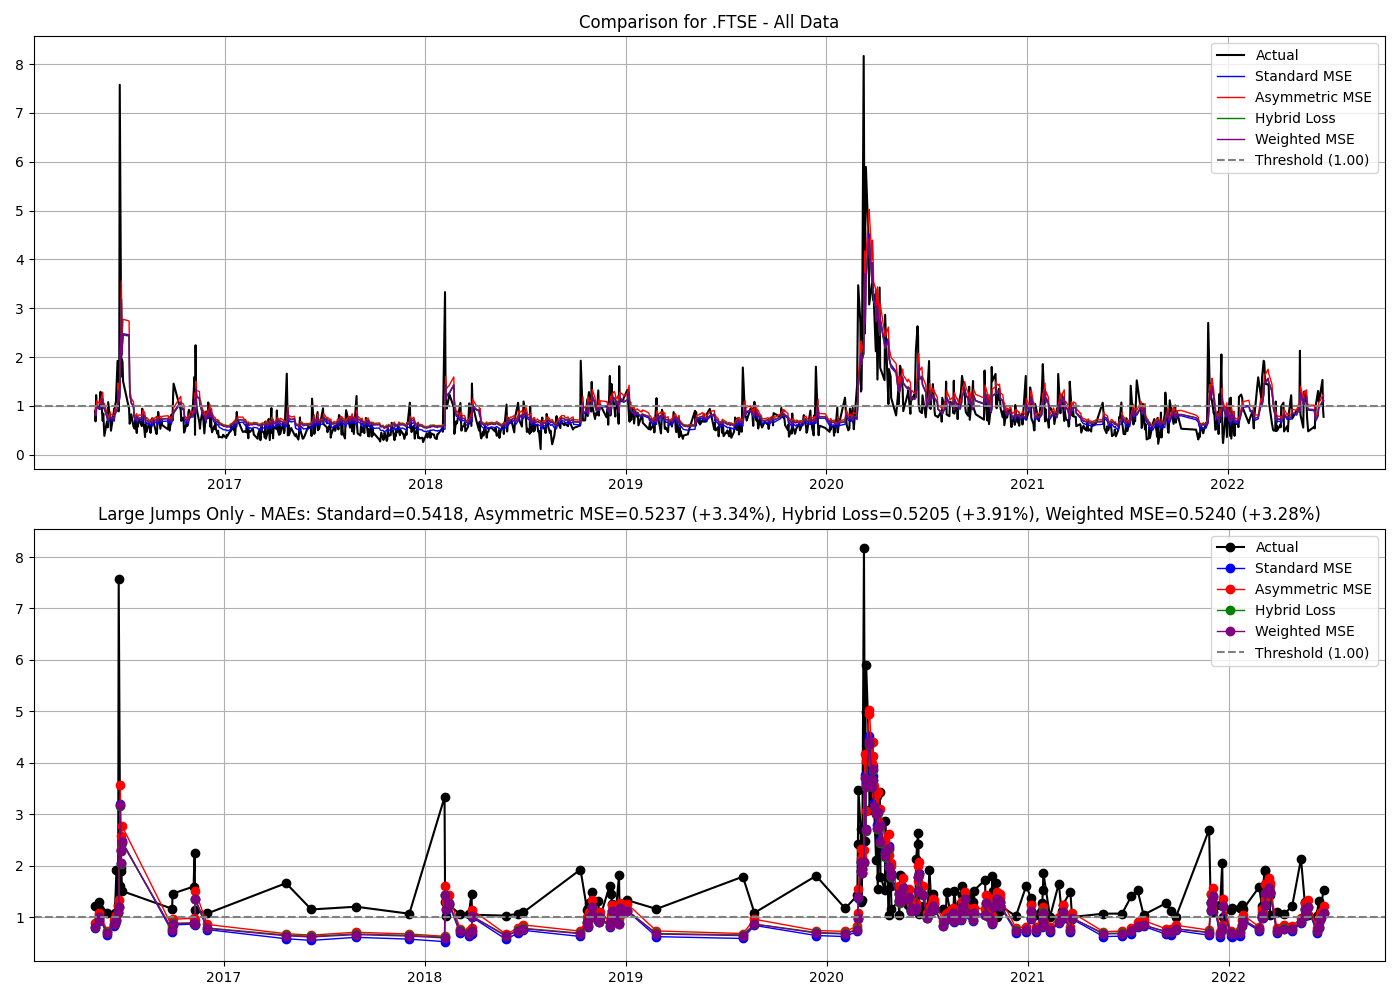 Comparison for .FTSE - All Data
8
7
6
5
4
3
2
1
0
Actual
Standard MSE
Asymmetric MSE
Hybrid Loss
Weighted MSE
Threshold (1.00)
2017
2018
2019
2020
2021
2022
Large Jumps Only - MAEs: Standard=0.5418, Asymmetric MSE=0.5237 (+3.34%), Hybrid Loss=0.5205 (+3.91%), Weighted MSE=0.5240 (+3.28%)
8
7
6
5
4
3
2
1
Actual
Standard MSE
Asymmetric MSE
Hybrid Loss
Weighted MSE
Threshold (1.00)
2017
2018
2019
2020
2021
2022